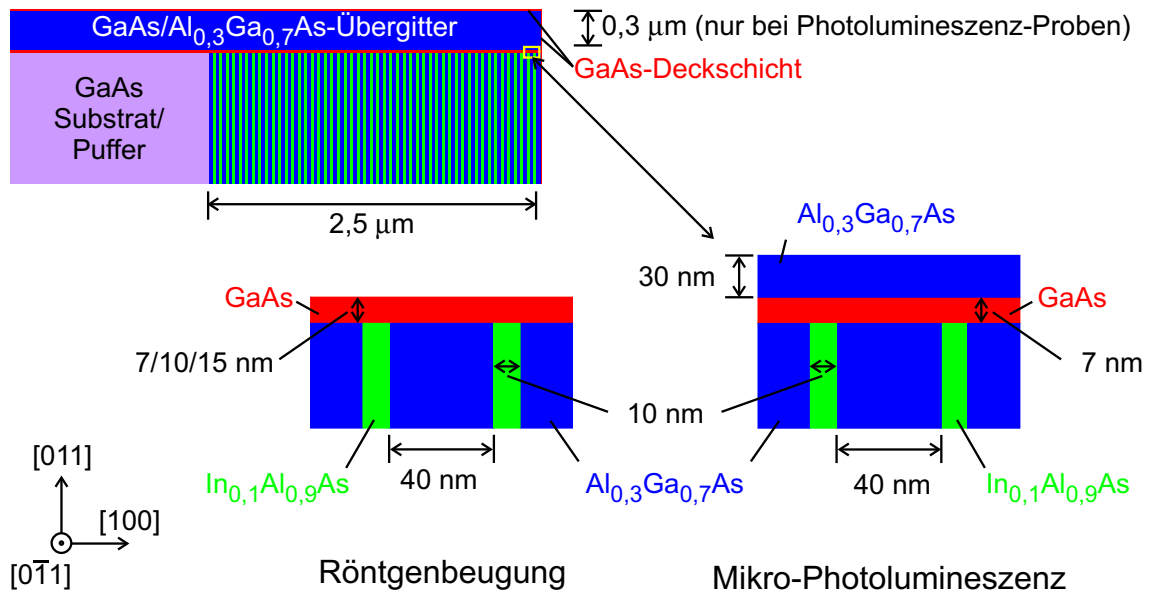 GaAs/Al0,3Ga0,7As-Übergitter
0,3 μm (nur bei Photolumineszenz-Proben)
GaAs-Deckschicht
GaAs
Substrat/
Puffer
2,5 μm
Al0,3Ga0,7As
30 nm
GaAs
GaAs
7/10/15 nm
7 nm
10 nm
[011]
[100]
[01̅1]
In0,1Al0,9As
40 nm
Al0,3Ga0,7As
40 nm
In0,1Al0,9As
Röntgenbeugung
Mikro-Photolumineszenz